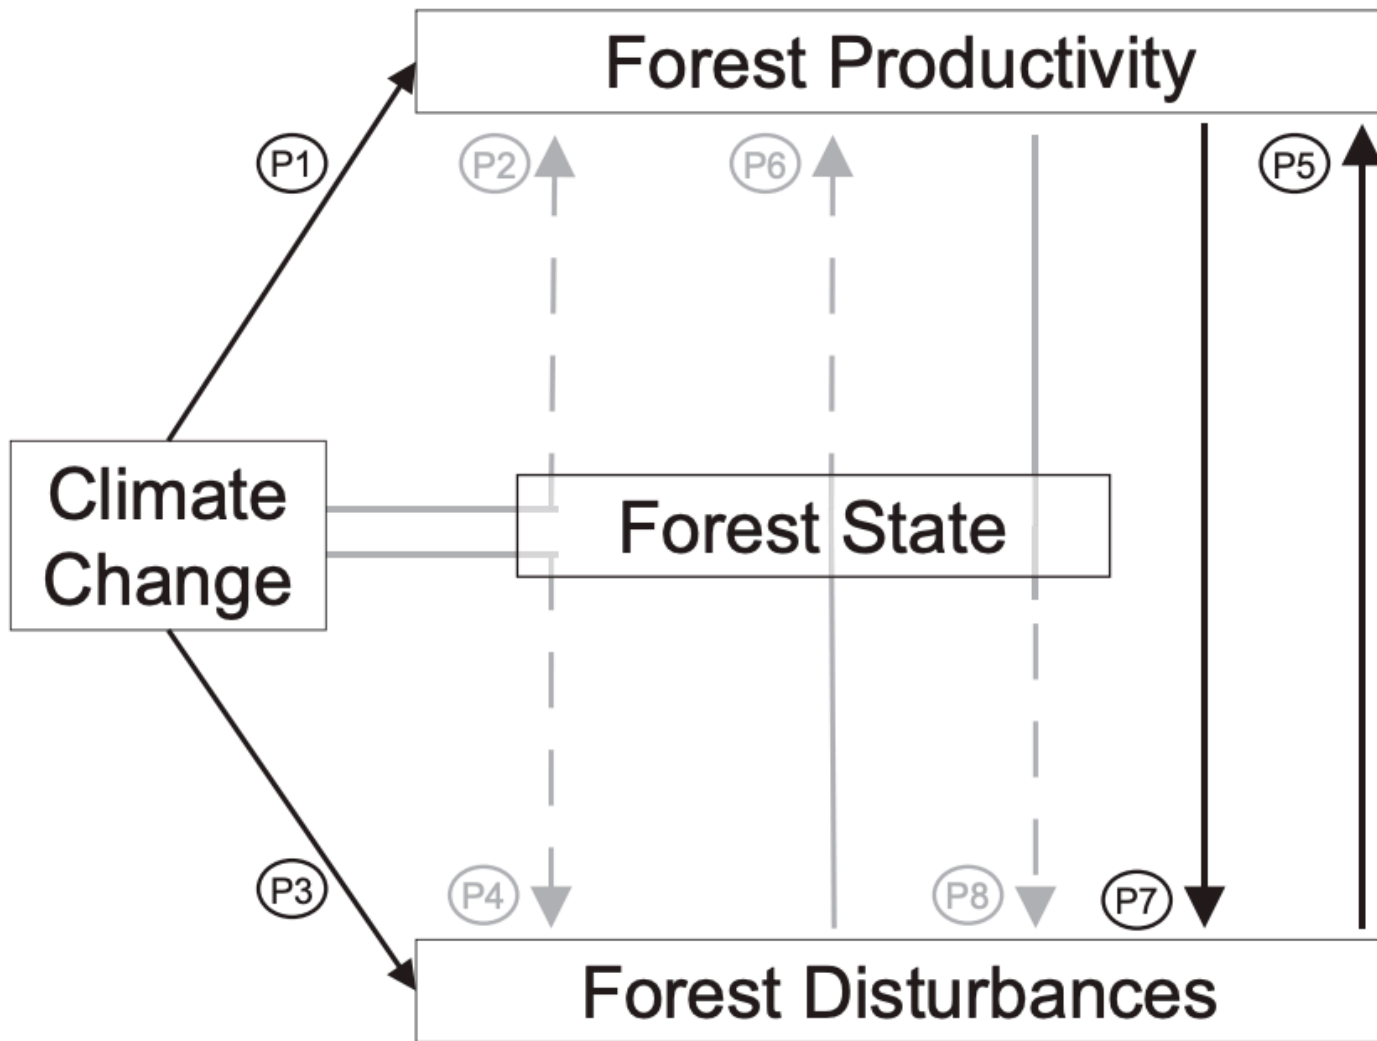 Forest Productivity
P1
P2
P6
P5
Climate
Change
Forest State
P3
P4
P8
P7
Forest Disturbances